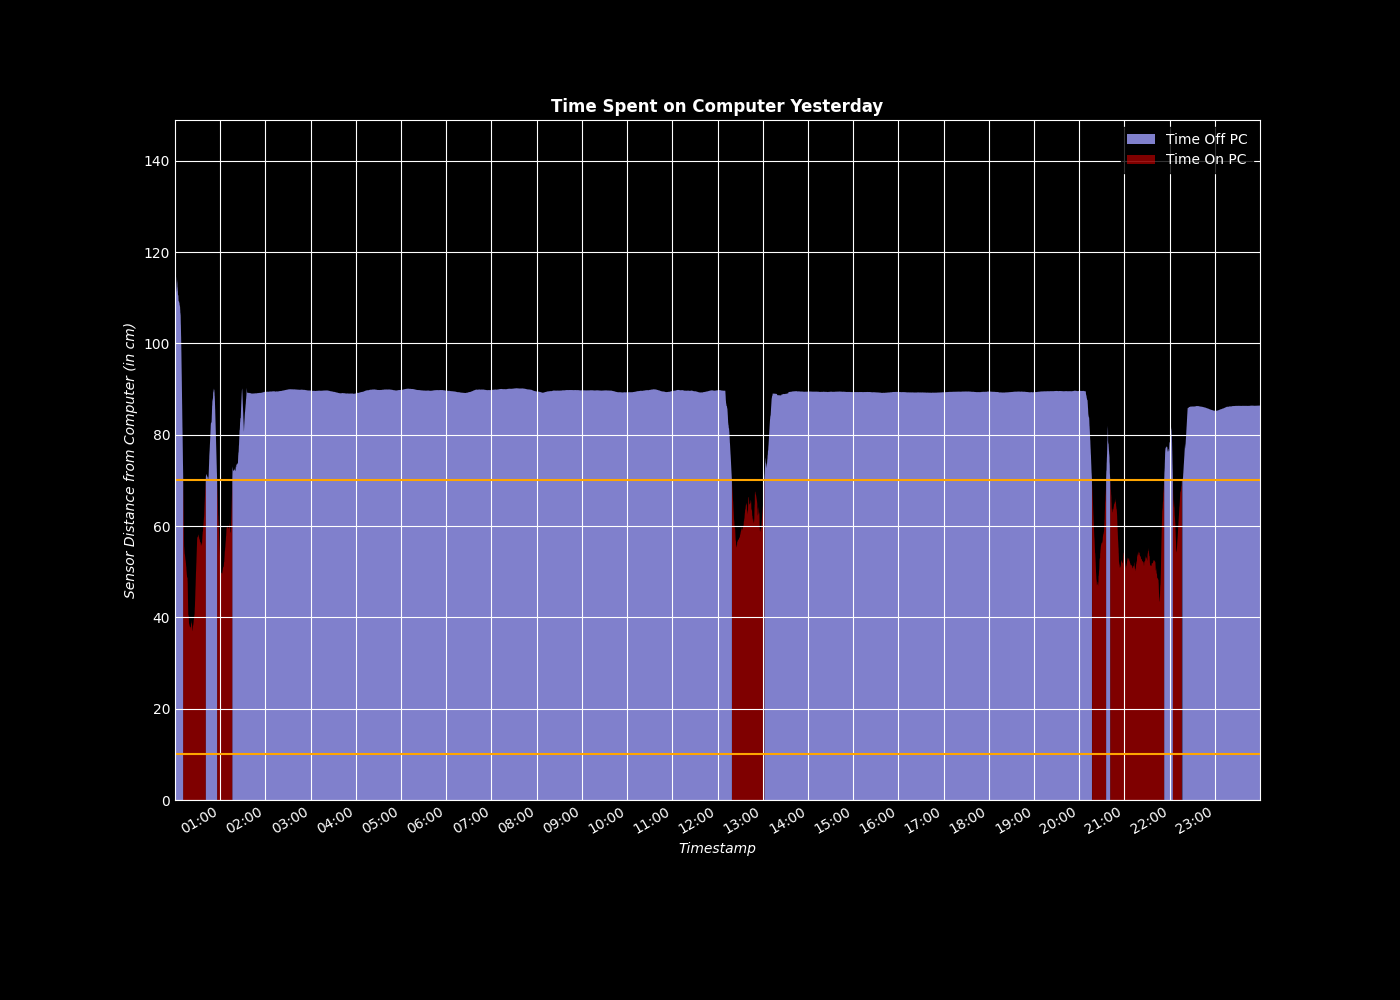 Time Spent on Computer Yesterday
Time Off PC
Time On PC
Sensor Distance from Computer (in cm)
140
120
100
80
60
40
20
0
01:00 02:00 03:00 04:00 05:00 06:00 07:00 08:00 09:00 10:00 11:00 12:00 13:00 14:00 15:00 16:00 17:00 18:00 19:00 20:00 21:00 22:00 23:00
Timestamp